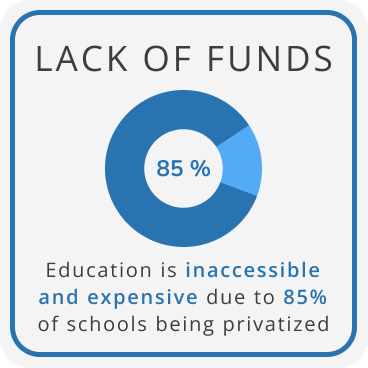 LACK OF FUNDS
85 %
Education is inaccessible
and expensive due to 85%
of schools being privatized